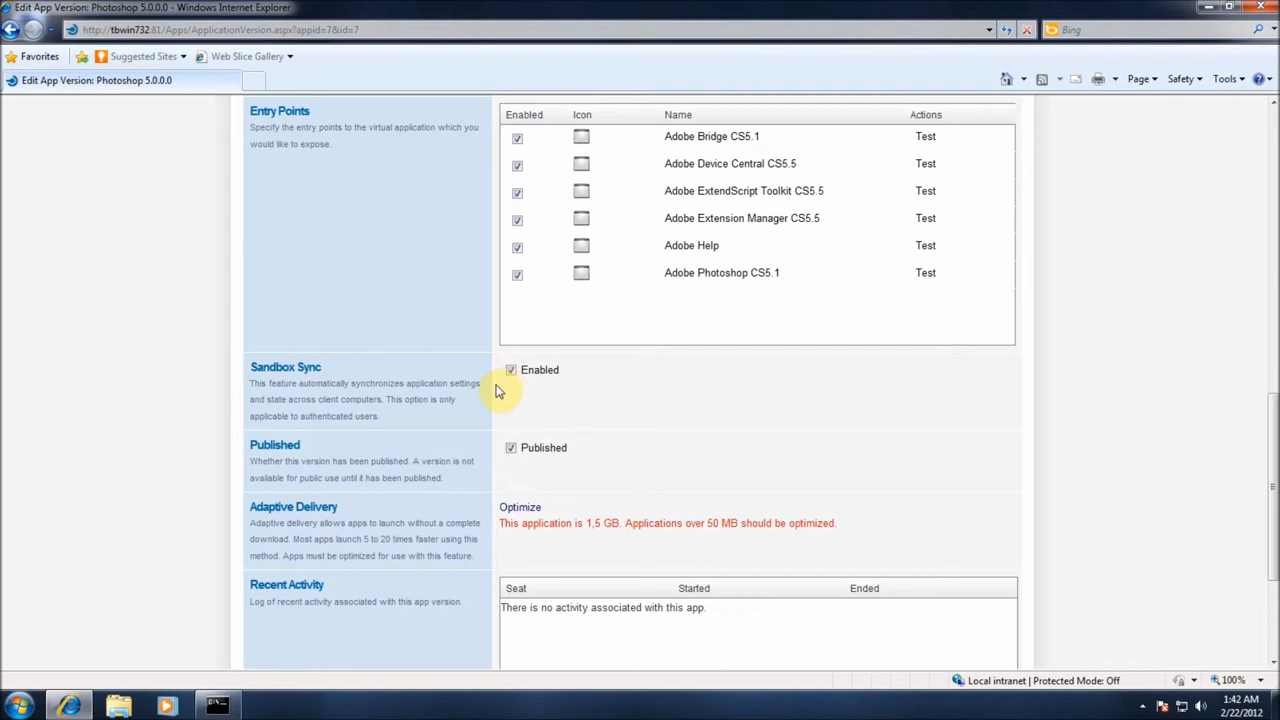 Edit App Version: Photoshop 5.0.0.0 - Windows Internet Explorer
http://tbwin732:81/Apps/ApplicationVersion.aspx?appid=7&id=7
Bing
Favorites
Suggested Sites
Web Slice Gallery
Edit App Version: Photoshop 5.0.0.0
Page
Safety
Tools
Entry Points
Specify the entry points to the virtual application which you
would like to expose.
Enabled Icon Name Actions
Adobe Bridge CS5.1 Test
Adobe Device Central CS5.5 Test
Adobe ExtendScript Toolkit CS5.5 Test
Adobe Extension Manager CS5.5 Test
Adobe Help Test
Adobe Photoshop CS5.1 Test
Sandbox Sync
This feature automatically synchronizes application settings
and state across client computers. This option is only
applicable to authenticated users.
Enabled
Published
Whether this version has been published. A version is not
available for public use until it has been published.
Published
Adaptive Delivery
Adaptive delivery allows apps to launch without a complete
download. Most apps launch 5 to 20 times faster using this
method. Apps must be optimized for use with this feature.
Optimize
This application is 1,5 GB. Applications over 50 MB should be optimized.
Recent Activity
Log of recent activity associated with this app version.
Seat Started Ended
There is no activity associated with this app.
Local intranet | Protected Mode: Off
100%
C:\.
1:42 AM
2/22/2012